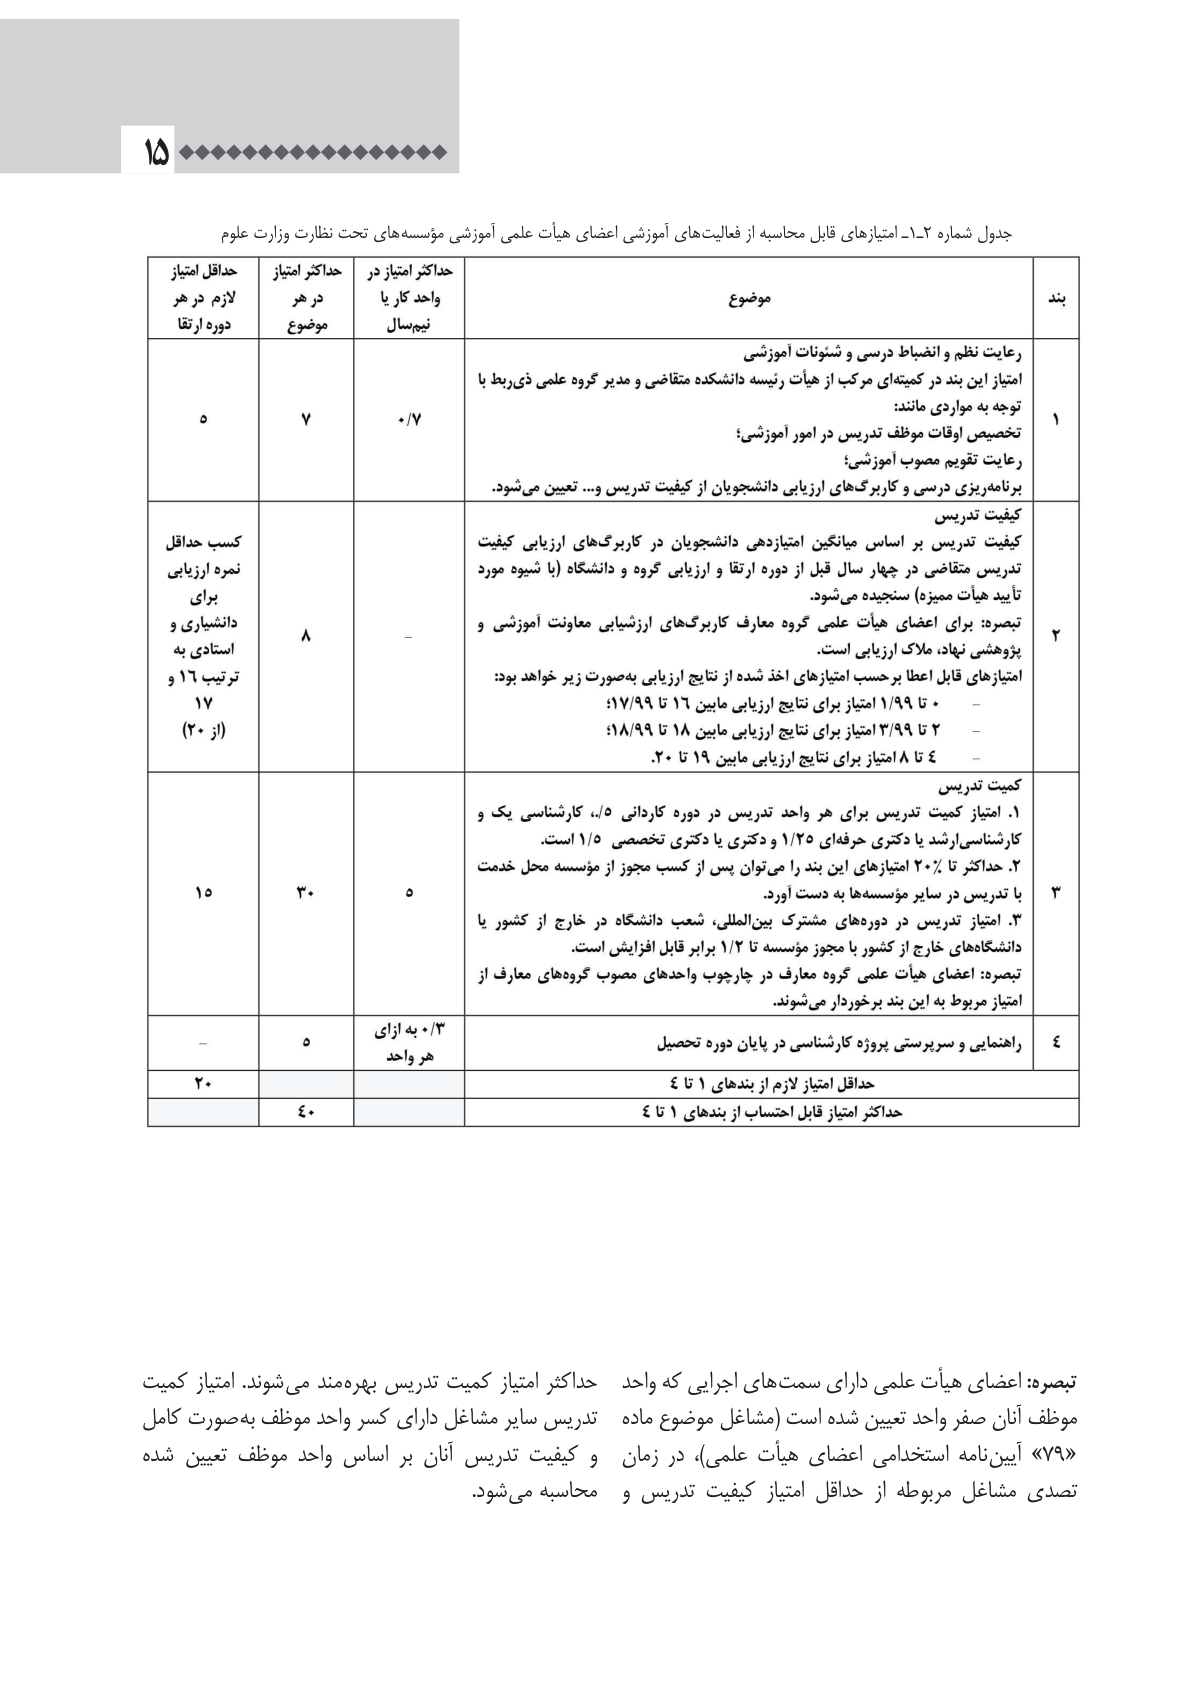 ۱۵
جدول شماره ۲ـ۱ـ امتیازهای قابل محاسبه از فعالیت‌های آموزشی اعضای هیأت علمی آموزشی مؤسسه‌های تحت نظارت وزارت علوم
بند
موضوع
حداکثر امتیاز در
واحد کار یا
نیم‌سال
حداکثر امتیاز
در هر
موضوع
حداقل امتیاز
لازم در هر
دوره ارتقا
۱
رعایت نظم و انضباط درسی و شئونات آموزشی
امتیاز این بند در کمیته‌ای مرکب از هیأت رئیسه دانشکده متقاضی و مدیر گروه علمی ذی‌ربط با
توجه به مواردی مانند:
تخصیص اوقات موظف تدریس در امور آموزشی؛
رعایت تقویم مصوب آموزشی؛
برنامه‌ریزی درسی و کاربرگ‌های ارزیابی دانشجویان از کیفیت تدریس و... تعیین می‌شود.
۰/۷
۷
۵
۲
کیفیت تدریس
کیفیت تدریس بر اساس میانگین امتیازدهی دانشجویان در کاربرگ‌های ارزیابی کیفیت
تدریس متقاضی در چهار سال قبل از دوره ارتقا و ارزیابی گروه و دانشگاه (با شیوه مورد
تأیید هیأت ممیزه) سنجیده می‌شود.
تبصره: برای اعضای هیأت علمی گروه معارف کاربرگ‌های ارزشیابی معاونت آموزشی و
پژوهشی نهاد، ملاک ارزیابی است.
امتیازهای قابل اعطا برحسب امتیازهای اخذ شده از نتایج ارزیابی به‌صورت زیر خواهد بود:
– ۰ تا ۱/۹۹ امتیاز برای نتایج ارزیابی مابین ۱۶ تا ۱۷/۹۹؛
– ۲ تا ۳/۹۹ امتیاز برای نتایج ارزیابی مابین ۱۸ تا ۱۸/۹۹؛
– ۴ تا ۸ امتیاز برای نتایج ارزیابی مابین ۱۹ تا ۲۰.
–
۸
کسب حداقل
نمره ارزیابی
برای
دانشیاری و
استادی به
ترتیب ۱۶ و
۱۷
(از ۲۰)
۳
کمیت تدریس
۱. امتیاز کمیت تدریس برای هر واحد تدریس در دوره کاردانی ۵/.، کارشناسی یک و
کارشناسی‌ارشد یا دکتری حرفه‌ای ۱/۲۵ و دکتری یا دکتری تخصصی ۱/۵ است.
۲. حداکثر تا ۲۰٪ امتیازهای این بند را می‌توان پس از کسب مجوز از مؤسسه محل خدمت
با تدریس در سایر مؤسسه‌ها به دست آورد.
۳. امتیاز تدریس در دوره‌های مشترک بین‌المللی، شعب دانشگاه در خارج از کشور یا
دانشگاه‌های خارج از کشور با مجوز مؤسسه تا ۱/۲ برابر قابل افزایش است.
تبصره: اعضای هیأت علمی گروه معارف در چارچوب واحدهای مصوب گروه‌های معارف از
امتیاز مربوط به این بند برخوردار می‌شوند.
۵
۳۰
۱۵
۴
راهنمایی و سرپرستی پروژه کارشناسی در پایان دوره تحصیل
۰/۳ به ازای
هر واحد
۵
–
حداقل امتیاز لازم از بندهای ۱ تا ۴
۲۰
حداکثر امتیاز قابل احتساب از بندهای ۱ تا ۴
۴۰
تبصره: اعضای هیأت علمی دارای سمت‌های اجرایی که واحد
موظف آنان صفر واحد تعیین شده است (مشاغل موضوع ماده
«۷۹» آیین‌نامه استخدامی اعضای هیأت علمی)، در زمان
تصدی مشاغل مربوطه از حداقل امتیاز کیفیت تدریس و
حداکثر امتیاز کمیت تدریس بهره‌مند می‌شوند. امتیاز کمیت
تدریس سایر مشاغل دارای کسر واحد موظف به‌صورت کامل
و کیفیت تدریس آنان بر اساس واحد موظف تعیین شده
محاسبه می‌شود.